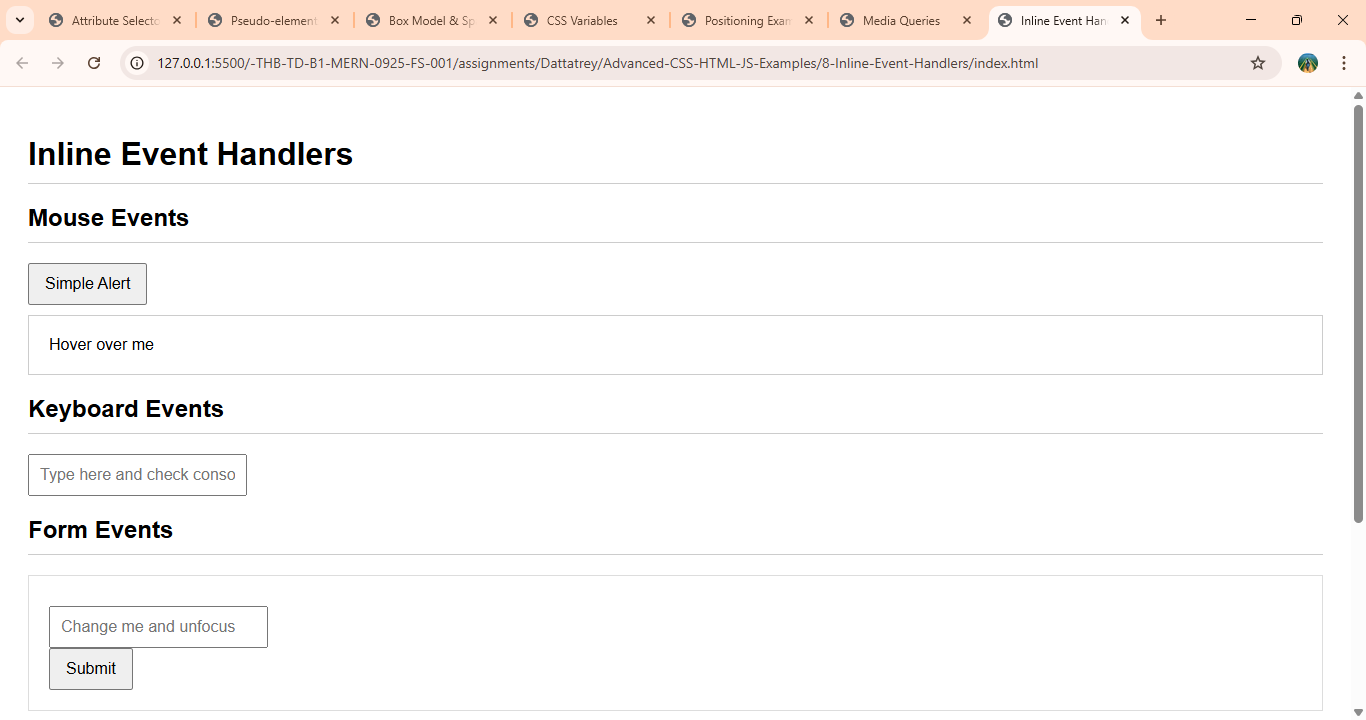 Attribute Selecto
Pseudo-element
Box Model & Sp
CSS Variables
Positioning Exam
Media Queries
Inline Event Han
127.0.0.1:5500/-THB-TD-B1-MERN-0925-FS-001/assignments/Dattatrey/Advanced-CSS-HTML-JS-Examples/8-Inline-Event-Handlers/index.html
Inline Event Handlers
Mouse Events
Simple Alert
Hover over me
Keyboard Events
Type here and check conso
Form Events
Change me and unfocus
Submit